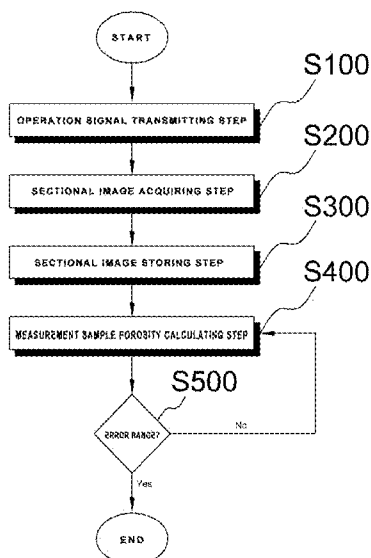 START
S100
OPERATION SIGNAL TRANSMITTING STEP
S200
SECTIONAL IMAGE ACQUIRING STEP
S300
SECTIONAL IMAGE STORING STEP
S400
MEASUREMENT SAMPLE POROSITY CALCULATING STEP
S500
ERROR RANGE?
No
Yes
END